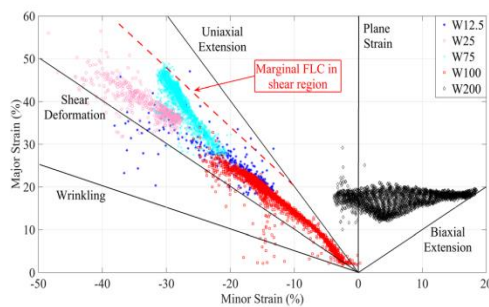 60
50
40
30
20
10
0
Major Strain (%)
-50
-40
-30
-20
-10
0
10
20
Minor Strain (%)
Uniaxial
Extension
Plane
Strain
W12.5
W25
W75
W100
W200
Marginal FLC in
shear region
Shear
Deformation
Wrinkling
Biaxial
Extension